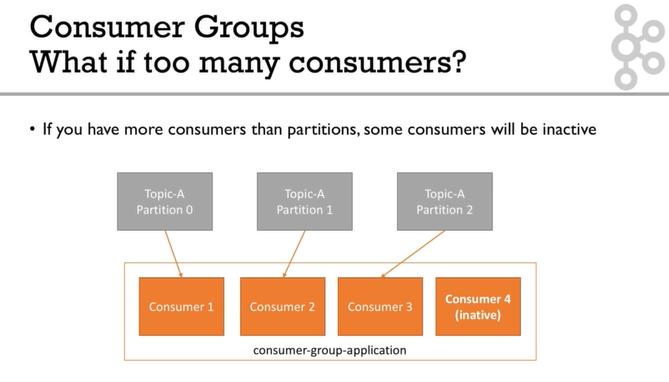 Consumer Groups
What if too many consumers?
• If you have more consumers than partitions, some consumers will be inactive
Topic-A
Partition 0
Topic-A
Partition 1
Topic-A
Partition 2
Consumer 1
Consumer 2
Consumer 3
Consumer 4
(inative)
consumer-group-application